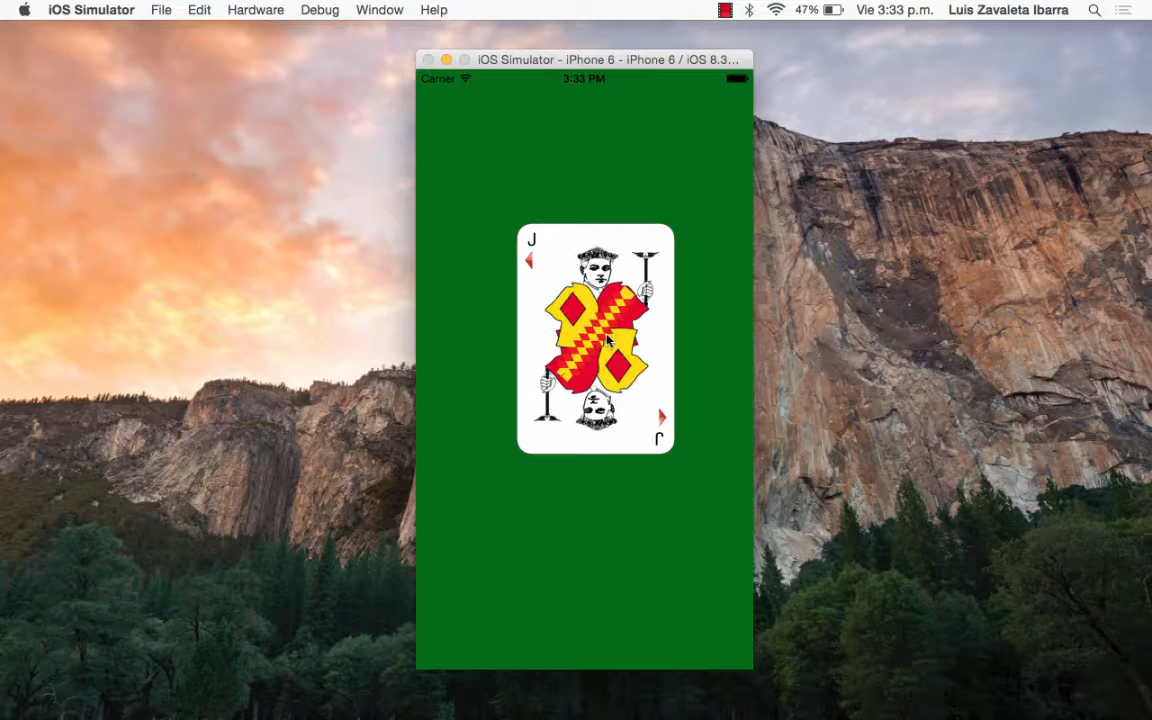 iOS Simulator File Edit Hardware Debug Window Help 47% Vie 3:33 p.m. Luis Zavaleta Ibarra
iOS Simulator - iPhone 6 - iPhone 6 / iOS 8.3...
Carrier 3:33 PM
J
J